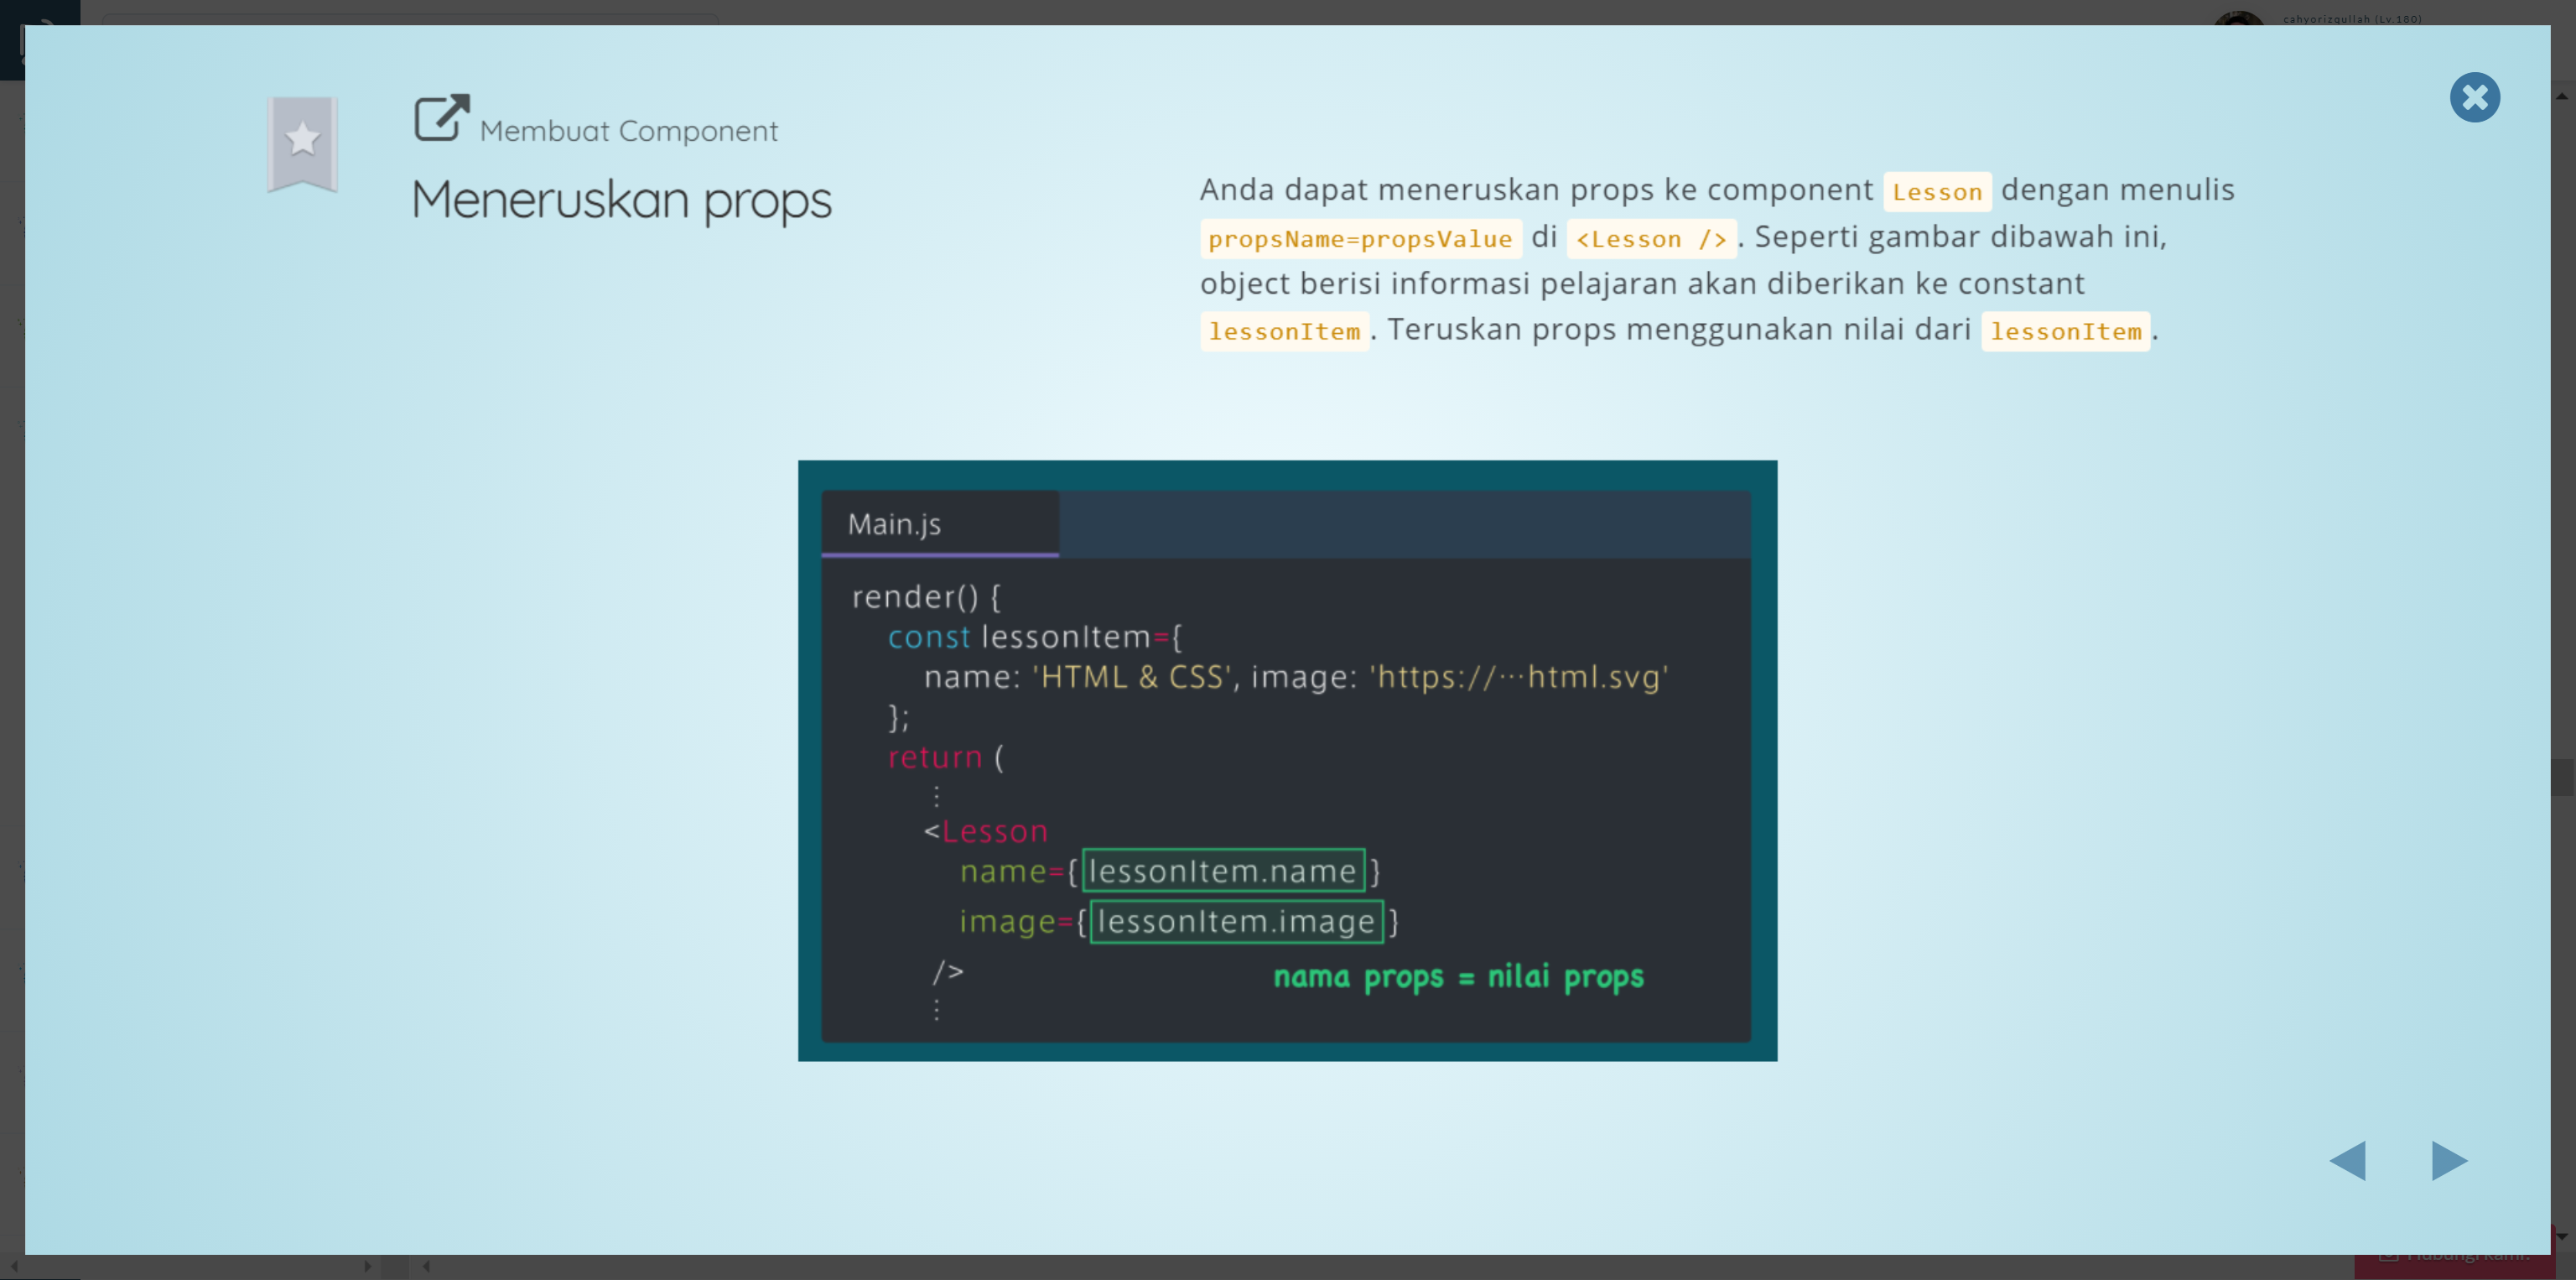 cahyorizqullah (Lv.180)
Membuat Component
Meneruskan props
Anda dapat meneruskan props ke component Lesson dengan menulis
propsName=propsValue di <Lesson />. Seperti gambar dibawah ini,
object berisi informasi pelajaran akan diberikan ke constant
lessonItem. Teruskan props menggunakan nilai dari lessonItem.
Main.js
render() {
const lessonItem={
name: 'HTML & CSS', image: 'https://···html.svg'
};
return (
⋮
<Lesson
name={lessonItem.name}
image={lessonItem.image}
/>
nama props = nilai props
⋮
Hubungi kami!